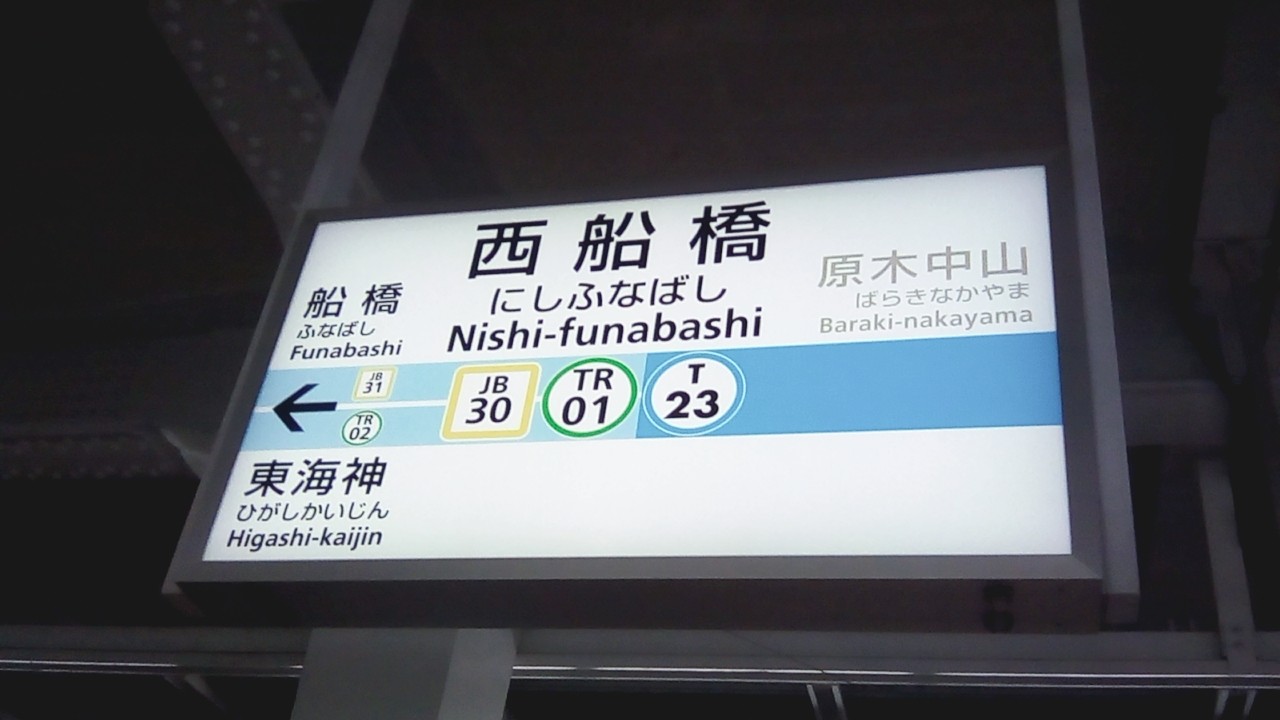 西船橋
にしふなばし
Nishi-funabashi
船橋
ふなばし
Funabashi
原木中山
ばらきなかやま
Baraki-nakayama
JB
31
TR
02
JB
30
TR
01
T
23
東海神
ひがしかいじん
Higashi-kaijin